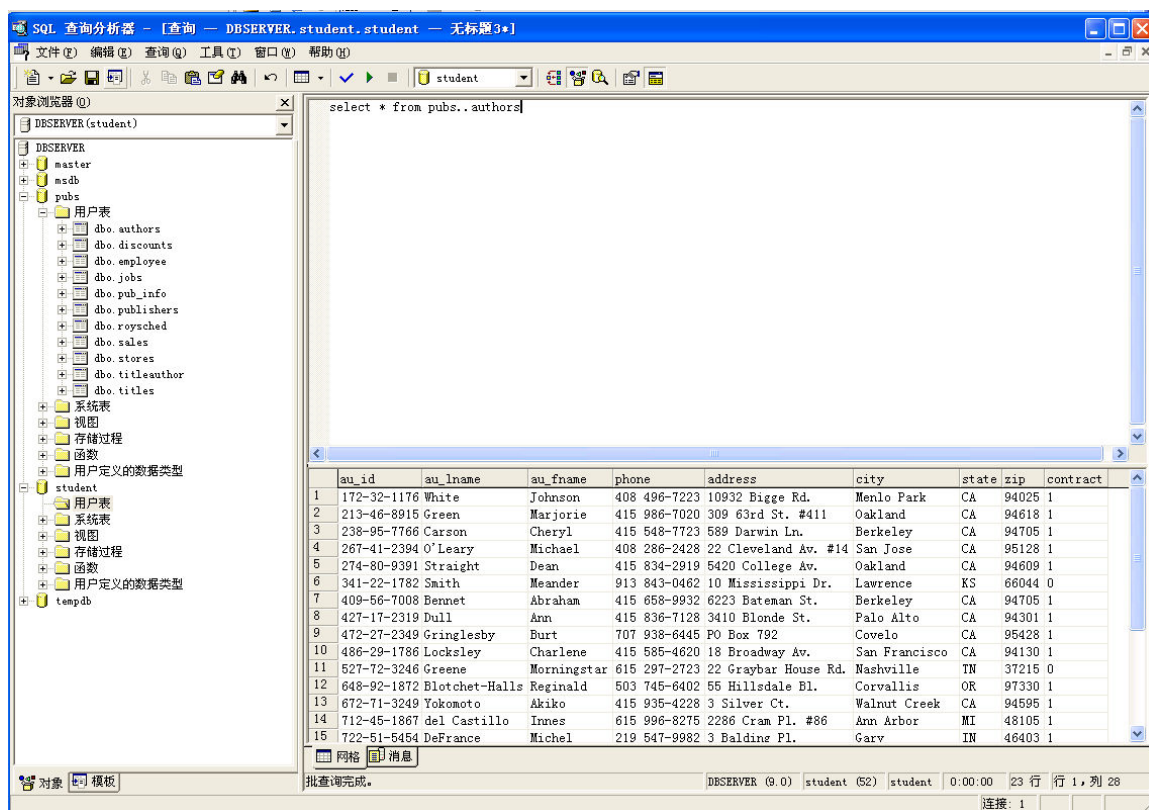 SQL 查询分析器 - [查询 — DBSERVER.student.student — 无标题3*]
文件(F) 编辑(E) 查询(Q) 工具(T) 窗口(W) 帮助(H)
student
对象浏览器(O)
DBSERVER(student)
DBSERVER
master
msdb
pubs
用户表
dbo.authors
dbo.discounts
dbo.employee
dbo.jobs
dbo.pub_info
dbo.publishers
dbo.roysched
dbo.sales
dbo.stores
dbo.titleauthor
dbo.titles
系统表
视图
存储过程
函数
用户定义的数据类型
student
用户表
系统表
视图
存储过程
函数
用户定义的数据类型
tempdb
对象 模板
select * from pubs..authors
au_id au_lname au_fname phone address city state zip contract
1 172-32-1176 White Johnson 408 496-7223 10932 Bigge Rd. Menlo Park CA 94025 1
2 213-46-8915 Green Marjorie 415 986-7020 309 63rd St. #411 Oakland CA 94618 1
3 238-95-7766 Carson Cheryl 415 548-7723 589 Darwin Ln. Berkeley CA 94705 1
4 267-41-2394 O'Leary Michael 408 286-2428 22 Cleveland Av. #14 San Jose CA 95128 1
5 274-80-9391 Straight Dean 415 834-2919 5420 College Av. Oakland CA 94609 1
6 341-22-1782 Smith Meander 913 843-0462 10 Mississippi Dr. Lawrence KS 66044 0
7 409-56-7008 Bennet Abraham 415 658-9932 6223 Bateman St. Berkeley CA 94705 1
8 427-17-2319 Dull Ann 415 836-7128 3410 Blonde St. Palo Alto CA 94301 1
9 472-27-2349 Gringlesby Burt 707 938-6445 PO Box 792 Covelo CA 95428 1
10 486-29-1786 Locksley Charlene 415 585-4620 18 Broadway Av. San Francisco CA 94130 1
11 527-72-3246 Greene Morningstar 615 297-2723 22 Graybar House Rd. Nashville TN 37215 0
12 648-92-1872 Blotchet-Halls Reginald 503 745-6402 55 Hillsdale Bl. Corvallis OR 97330 1
13 672-71-3249 Yokomoto Akiko 415 935-4228 3 Silver Ct. Walnut Creek CA 94595 1
14 712-45-1867 del Castillo Innes 615 996-8275 2286 Cram Pl. #86 Ann Arbor MI 48105 1
15 722-51-5454 DeFrance Michel 219 547-9982 3 Balding Pl. Gary IN 46403 1
网格 消息
批查询完成。 DBSERVER (9.0) student (52) student 0:00:00 23 行 行 1，列 28
连接: 1